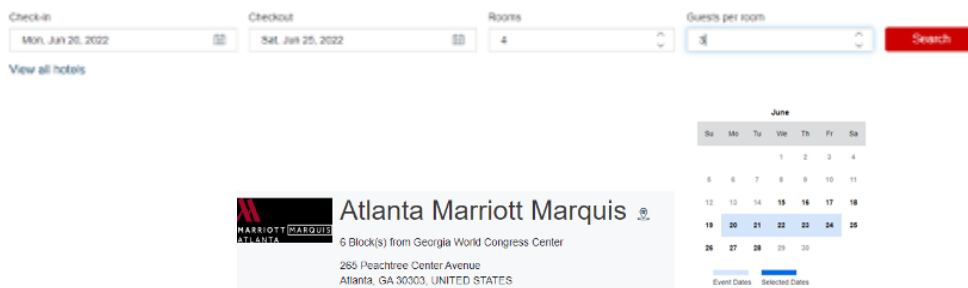 Check-in Checkout Rooms Guests per room
Mon, Jun 20, 2022 Sat, Jun 25, 2022 4 3 Search
View all hotels
June
Su Mo Tu We Th Fr Sa
1 2 3 4
5 6 7 8 9 10 11
12 13 14 15 16 17 18
19 20 21 22 23 24 25
26 27 28 29 30
Event Dates Selected Dates
MARRIOTT MARQUIS
ATLANTA
Atlanta Marriott Marquis
6 Block(s) from Georgia World Congress Center
265 Peachtree Center Avenue
Atlanta, GA 30303, UNITED STATES